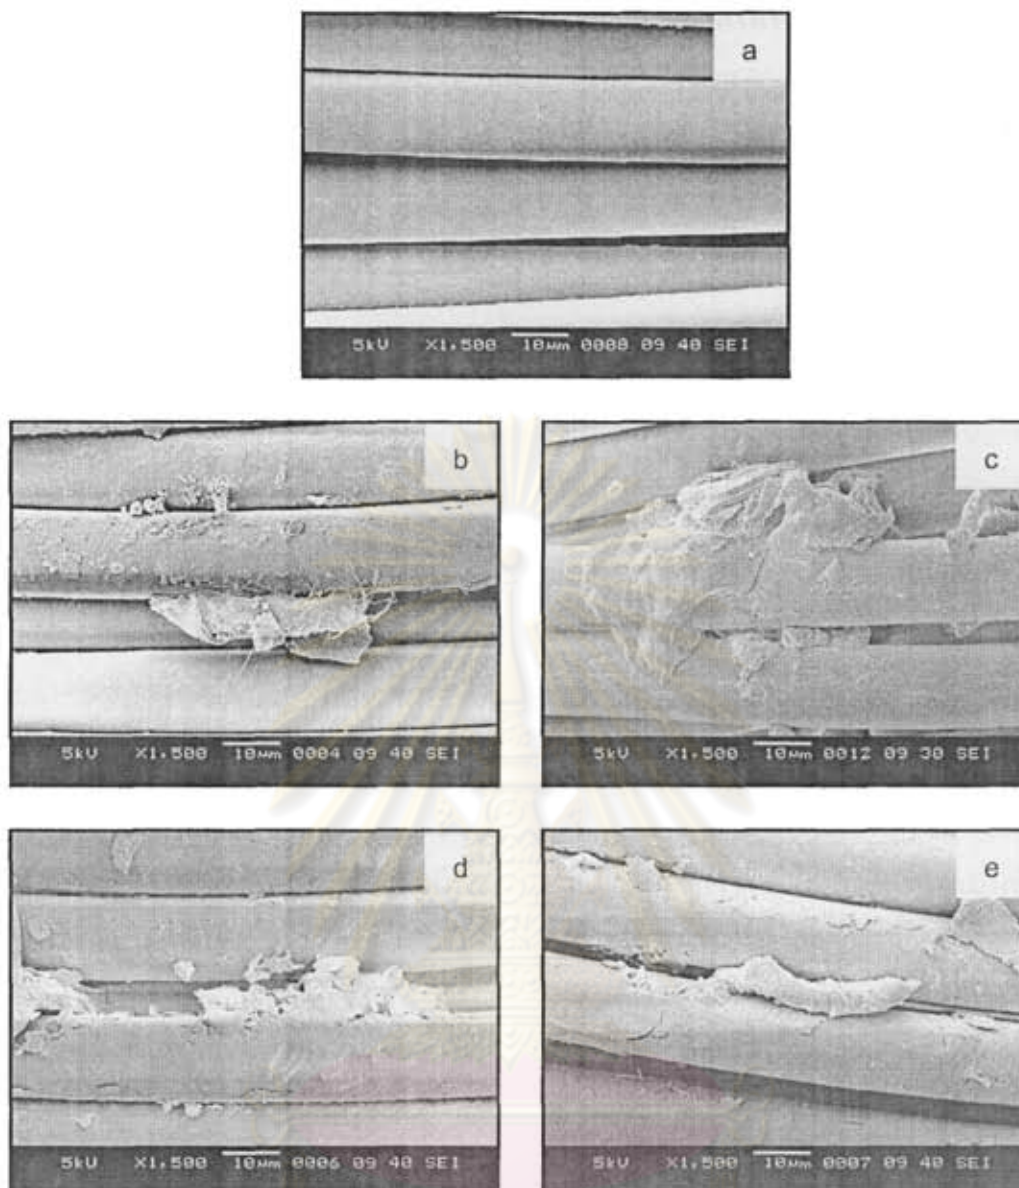 a
5kV X1,500 10µm 0008 09 40 SEI
b
5kV X1,500 10µm 0004 09 40 SEI
c
5kV X1,500 10µm 0012 09 30 SEI
d
5kV X1,500 10µm 0006 09 40 SEI
e
5kV X1,500 10µm 0007 09 40 SEI